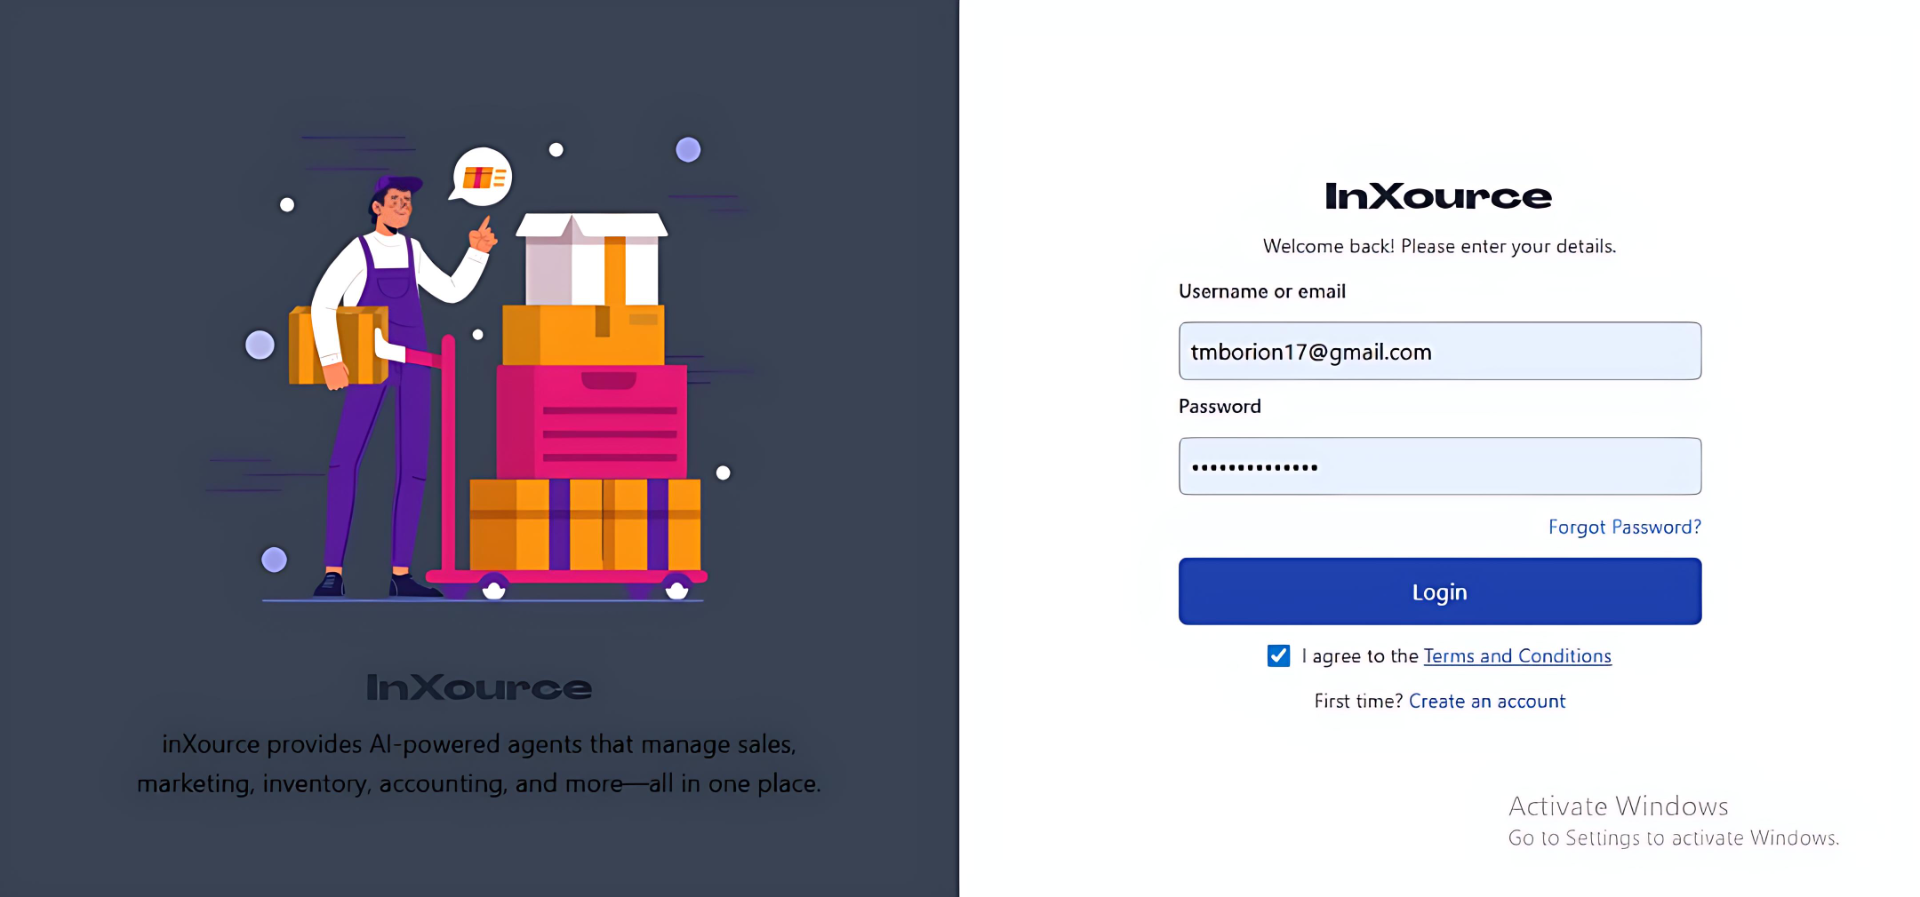 InXource
inXource provides AI-powered agents that manage sales,
marketing, inventory, accounting, and more—all in one place.
InXource
Welcome back! Please enter your details.
Username or email
tmborion17@gmail.com
Password
••••••••••••••
Forgot Password?
Login
I agree to the Terms and Conditions
First time? Create an account
Activate Windows
Go to Settings to activate Windows.